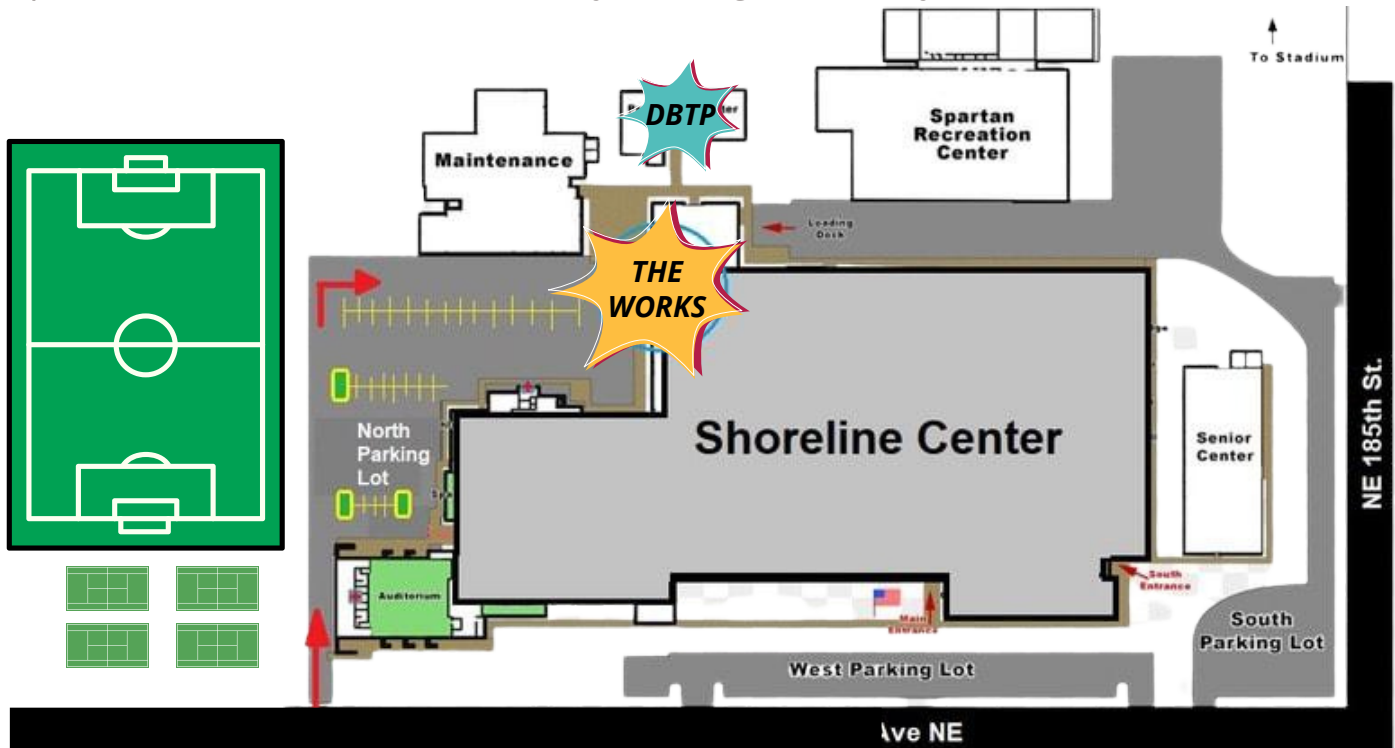 To Stadium
DBTP
Spartan
Recreation
Center
Maintenance
Loading
Dock
THE
WORKS
NE 185th St.
North
Parking
Lot
Shoreline Center
Senior
Center
Auditorium
South
Entrance
Main
Entrance
South
Parking Lot
West Parking Lot
Ave NE